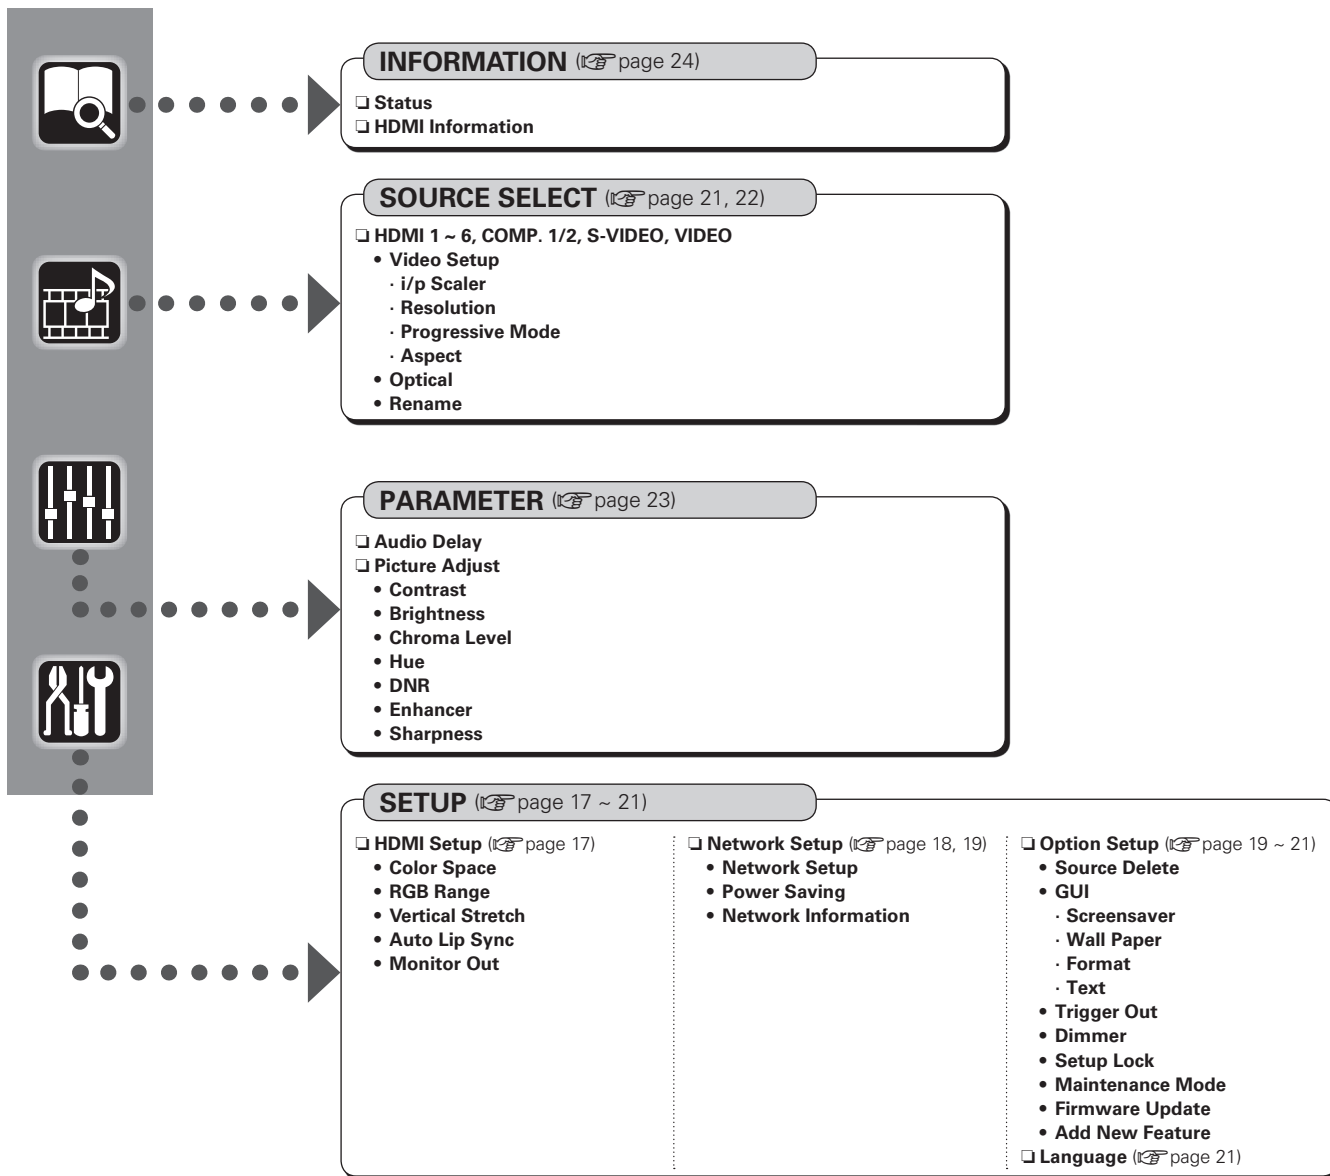 INFORMATION (☞ page 24)
❏ Status
❏ HDMI Information
SOURCE SELECT (☞ page 21, 22)
❏ HDMI 1 ~ 6, COMP. 1/2, S-VIDEO, VIDEO
• Video Setup
· i/p Scaler
· Resolution
· Progressive Mode
· Aspect
• Optical
• Rename
PARAMETER (☞ page 23)
❏ Audio Delay
❏ Picture Adjust
• Contrast
• Brightness
• Chroma Level
• Hue
• DNR
• Enhancer
• Sharpness
SETUP (☞ page 17 ~ 21)
❏ HDMI Setup (☞ page 17)
• Color Space
• RGB Range
• Vertical Stretch
• Auto Lip Sync
• Monitor Out
❏ Network Setup (☞ page 18, 19)
• Network Setup
• Power Saving
• Network Information
❏ Option Setup (☞ page 19 ~ 21)
• Source Delete
• GUI
· Screensaver
· Wall Paper
· Format
· Text
• Trigger Out
• Dimmer
• Setup Lock
• Maintenance Mode
• Firmware Update
• Add New Feature
❏ Language (☞ page 21)